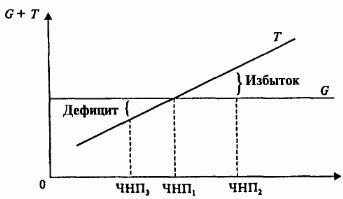 G + T
T
Избыток
G
Дефицит
0
ЧНП₃
ЧНП₁
ЧНП₂